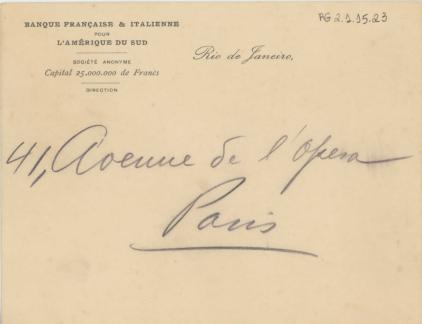 BANQUE FRANÇAISE & ITALIENNE
POUR
L'AMÉRIQUE DU SUD
SOCIÉTÉ ANONYME
Capital 25.000.000 de Francs
DIRECTION
RG 2.1.15.23
Rio de Janeiro,
41, Avenue de l'Opera
Paris